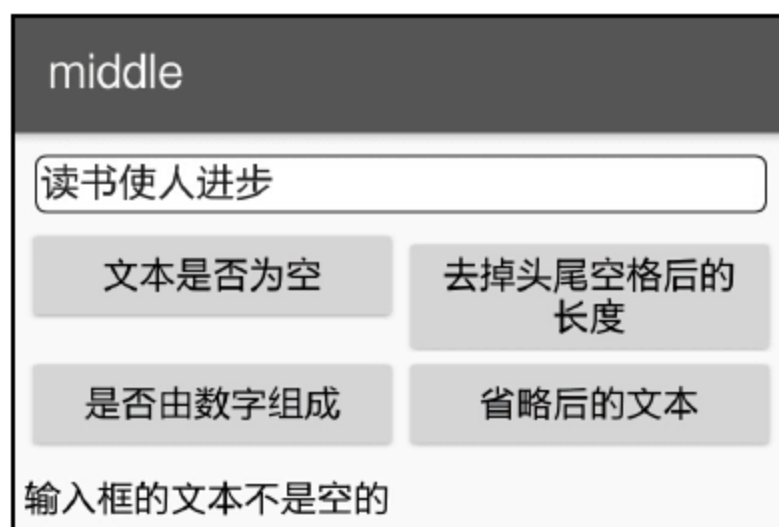 middle
读书使人进步
文本是否为空
去掉头尾空格后的
长度
是否由数字组成
省略后的文本
输入框的文本不是空的